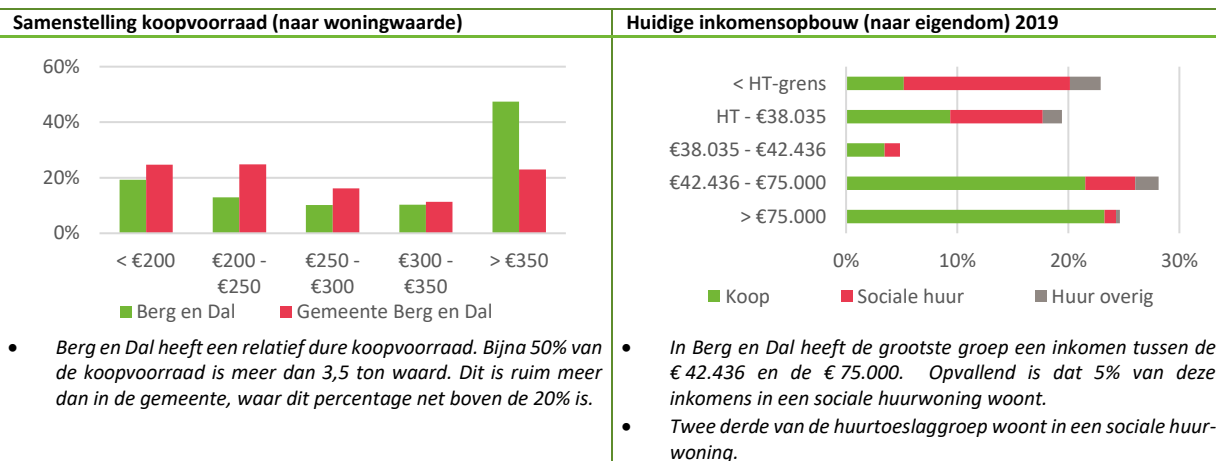 Samenstelling koopvoorraad (naar woningwaarde)
60%
40%
20%
0%
< €200
€200 -
€250
€250 -
€300
€300 -
€350
> €350
Berg en Dal
Gemeente Berg en Dal
• Berg en Dal heeft een relatief dure koopvoorraad. Bijna 50% van
de koopvoorraad is meer dan 3,5 ton waard. Dit is ruim meer
dan in de gemeente, waar dit percentage net boven de 20% is.
Huidige inkomensopbouw (naar eigendom) 2019
< HT-grens
HT - €38.035
€38.035 - €42.436
€42.436 - €75.000
> €75.000
0% 10% 20% 30%
Koop Sociale huur Huur overig
• In Berg en Dal heeft de grootste groep een inkomen tussen de
€ 42.436 en de € 75.000. Opvallend is dat 5% van deze
inkomens in een sociale huurwoning woont.
• Twee derde van de huurtoeslaggroep woont in een sociale huur-
woning.